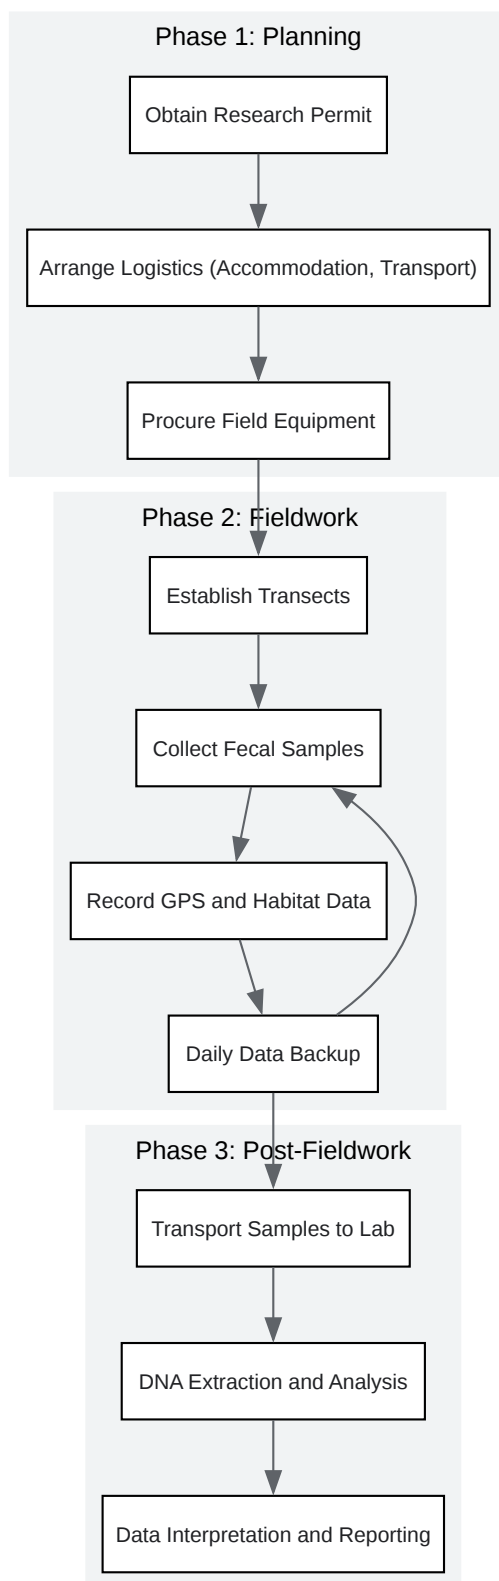 Phase 1: Planning
Obtain Research Permit
Arrange Logistics (Accommodation, Transport)
Procure Field Equipment
Phase 2: Fieldwork
Establish Transects
Collect Fecal Samples
Record GPS and Habitat Data
Daily Data Backup
Phase 3: Post-Fieldwork
Transport Samples to Lab
DNA Extraction and Analysis
Data Interpretation and Reporting